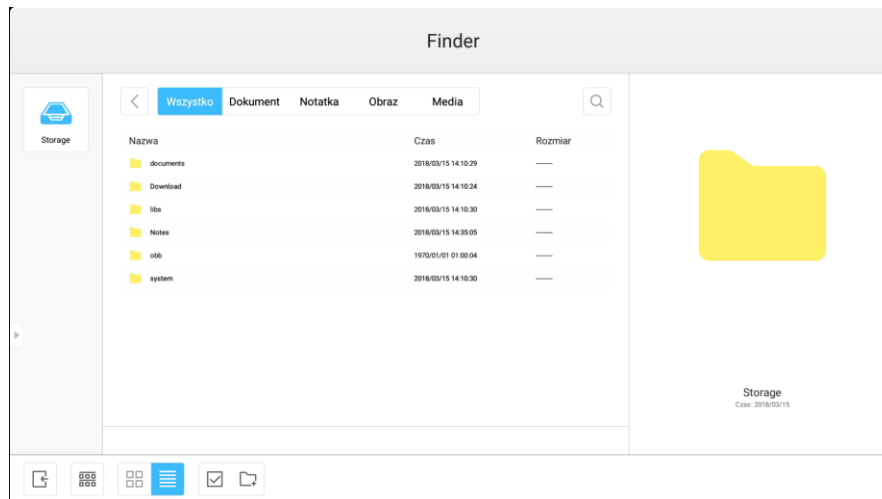 Finder
Storage
Wszystko Dokument Notatka Obraz Media
Nazwa Czas Rozmiar
documents 2018/03/15 14:10:29 ——
Download 2018/03/15 14:10:24 ——
libs 2018/03/15 14:10:30 ——
Notes 2018/03/15 14:35:05 ——
obb 1970/01/01 01:00:04 ——
system 2018/03/15 14:10:30 ——
Storage
Czas: 2018/03/15